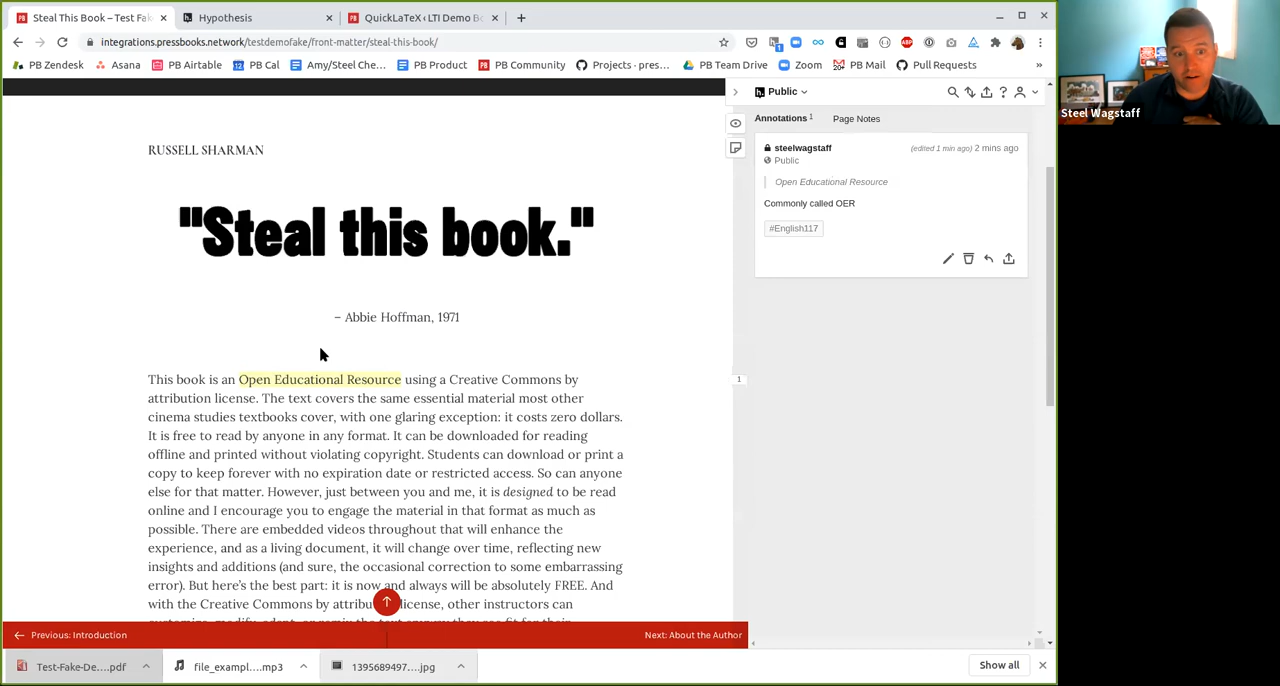 Steal This Book – Test Fak
Hypothesis
QuickLaTeX ‹ LTI Demo Bo
integrations.pressbooks.network/testdemofake/front-matter/steal-this-book/
PB Zendesk
Asana
PB Airtable
PB Cal
Amy/Steel Che...
PB Product
PB Community
Projects · pres...
PB Team Drive
Zoom
PB Mail
Pull Requests
»
Public
Annotations 1
Page Notes
steelwagstaff
(edited 1 min ago) 2 mins ago
Public
Open Educational Resource
Commonly called OER
#English117
RUSSELL SHARMAN
"Steal this book."
– Abbie Hoffman, 1971
This book is an Open Educational Resource using a Creative Commons by
attribution license. The text covers the same essential material most other
cinema studies textbooks cover, with one glaring exception: it costs zero dollars.
It is free to read by anyone in any format. It can be downloaded for reading
offline and printed without violating copyright. Students can download or print a
copy to keep forever with no expiration date or restricted access. So can anyone
else for that matter. However, just between you and me, it is designed to be read
online and I encourage you to engage the material in that format as much as
possible. There are embedded videos throughout that will enhance the
experience, and as a living document, it will change over time, reflecting new
insights and additions (and sure, the occasional correction to some embarrassing
error). But here's the best part: it is now and always will be absolutely FREE. And
with the Creative Commons by attribu license, other instructors can
1
Previous: Introduction
Next: About the Author
Test-Fake-De....pdf
file_exampl....mp3
1395689497....jpg
Show all
Steel Wagstaff